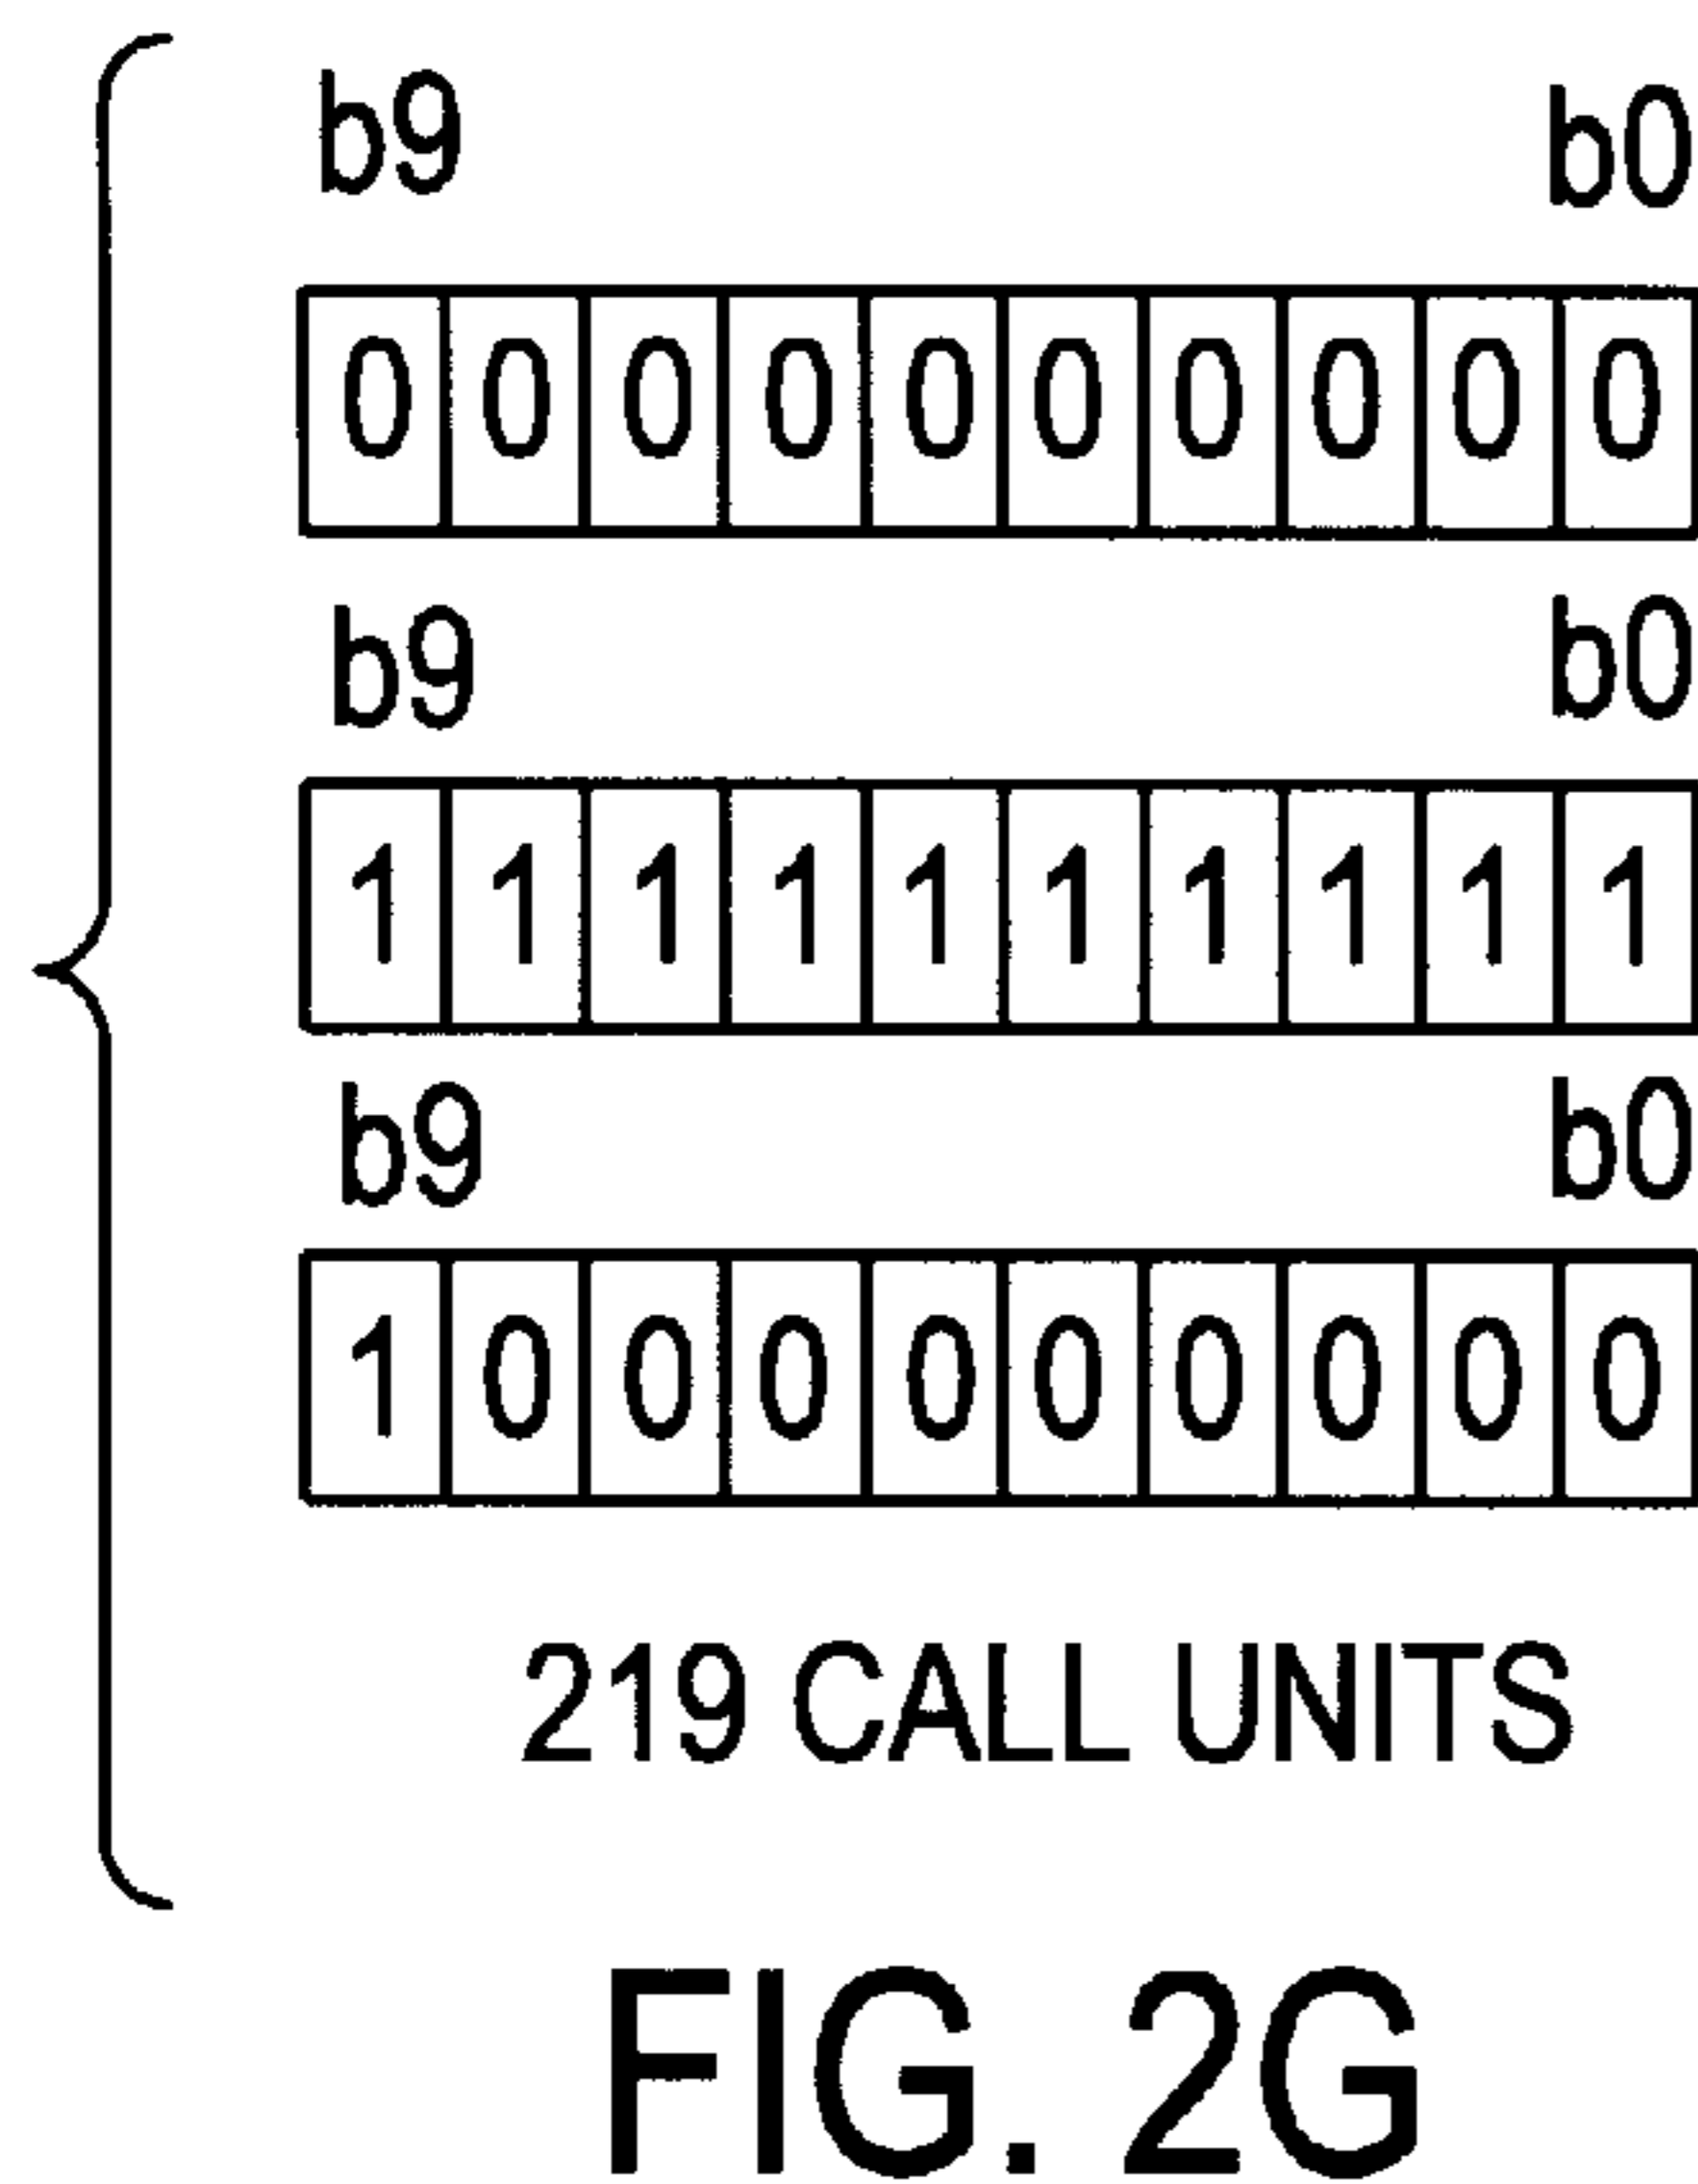 b9 b0
0 0 0 0 0 0 0 0 0 0
b9 b0
1 1 1 1 1 1 1 1 1 1
b9 b0
1 0 0 0 0 0 0 0 0 0
219 CALL UNITS
FIG. 2G